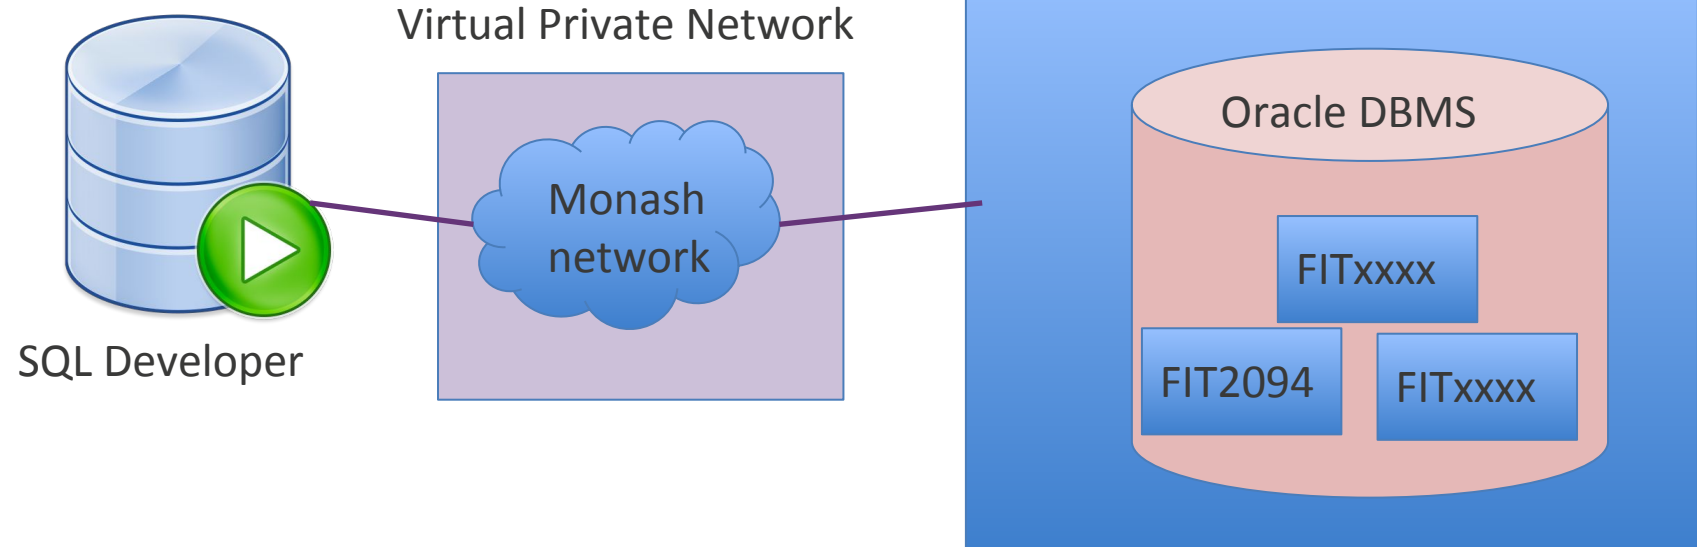 Virtual Private Network
Oracle DBMS
Monash
network
FITxxxx
SQL Developer
FIT2094
FITxxxx